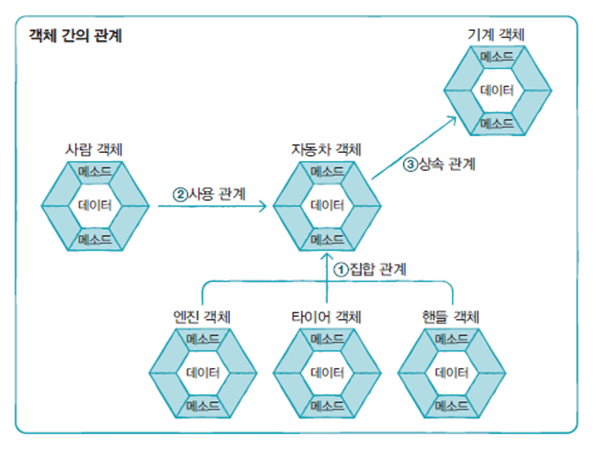 객체 간의 관계
기계 객체
메소드
데이터
메소드
사람 객체
메소드
데이터
메소드
②사용 관계
자동차 객체
메소드
데이터
메소드
③상속 관계
①집합 관계
엔진 객체
메소드
데이터
메소드
타이어 객체
메소드
데이터
메소드
핸들 객체
메소드
데이터
메소드